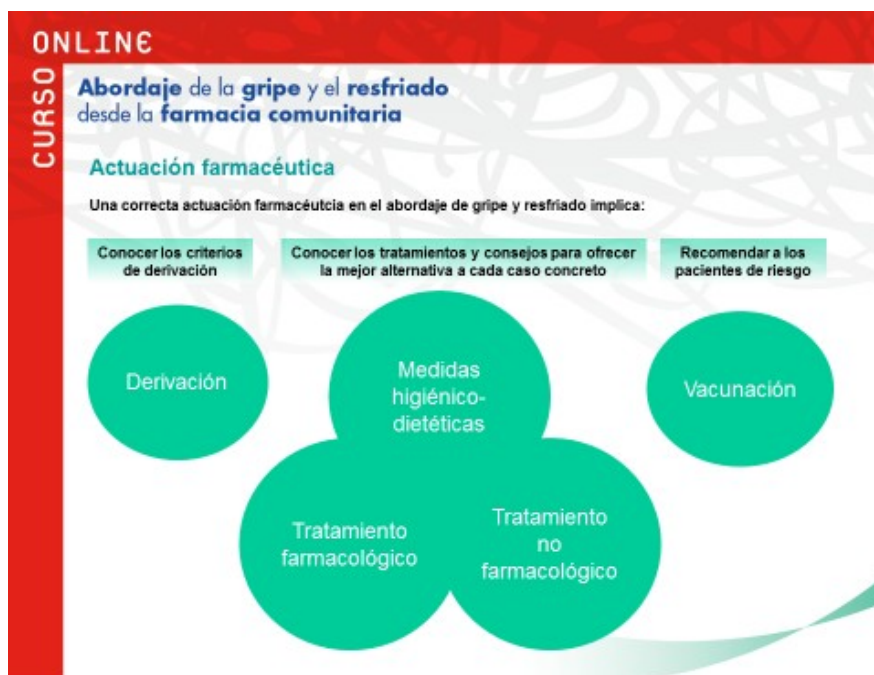 CURSO
ONLINE
Abordaje de la gripe y el resfriado
desde la farmacia comunitaria
Actuación farmacéutica
Una correcta actuación farmacéutcia en el abordaje de gripe y resfriado implica:
Conocer los criterios
de derivación
Conocer los tratamientos y consejos para ofrecer
la mejor alternativa a cada caso concreto
Recomendar a los
pacientes de riesgo
Derivación
Medidas
higiénico-
dietéticas
Vacunación
Tratamiento
farmacológico
Tratamiento
no
farmacológico